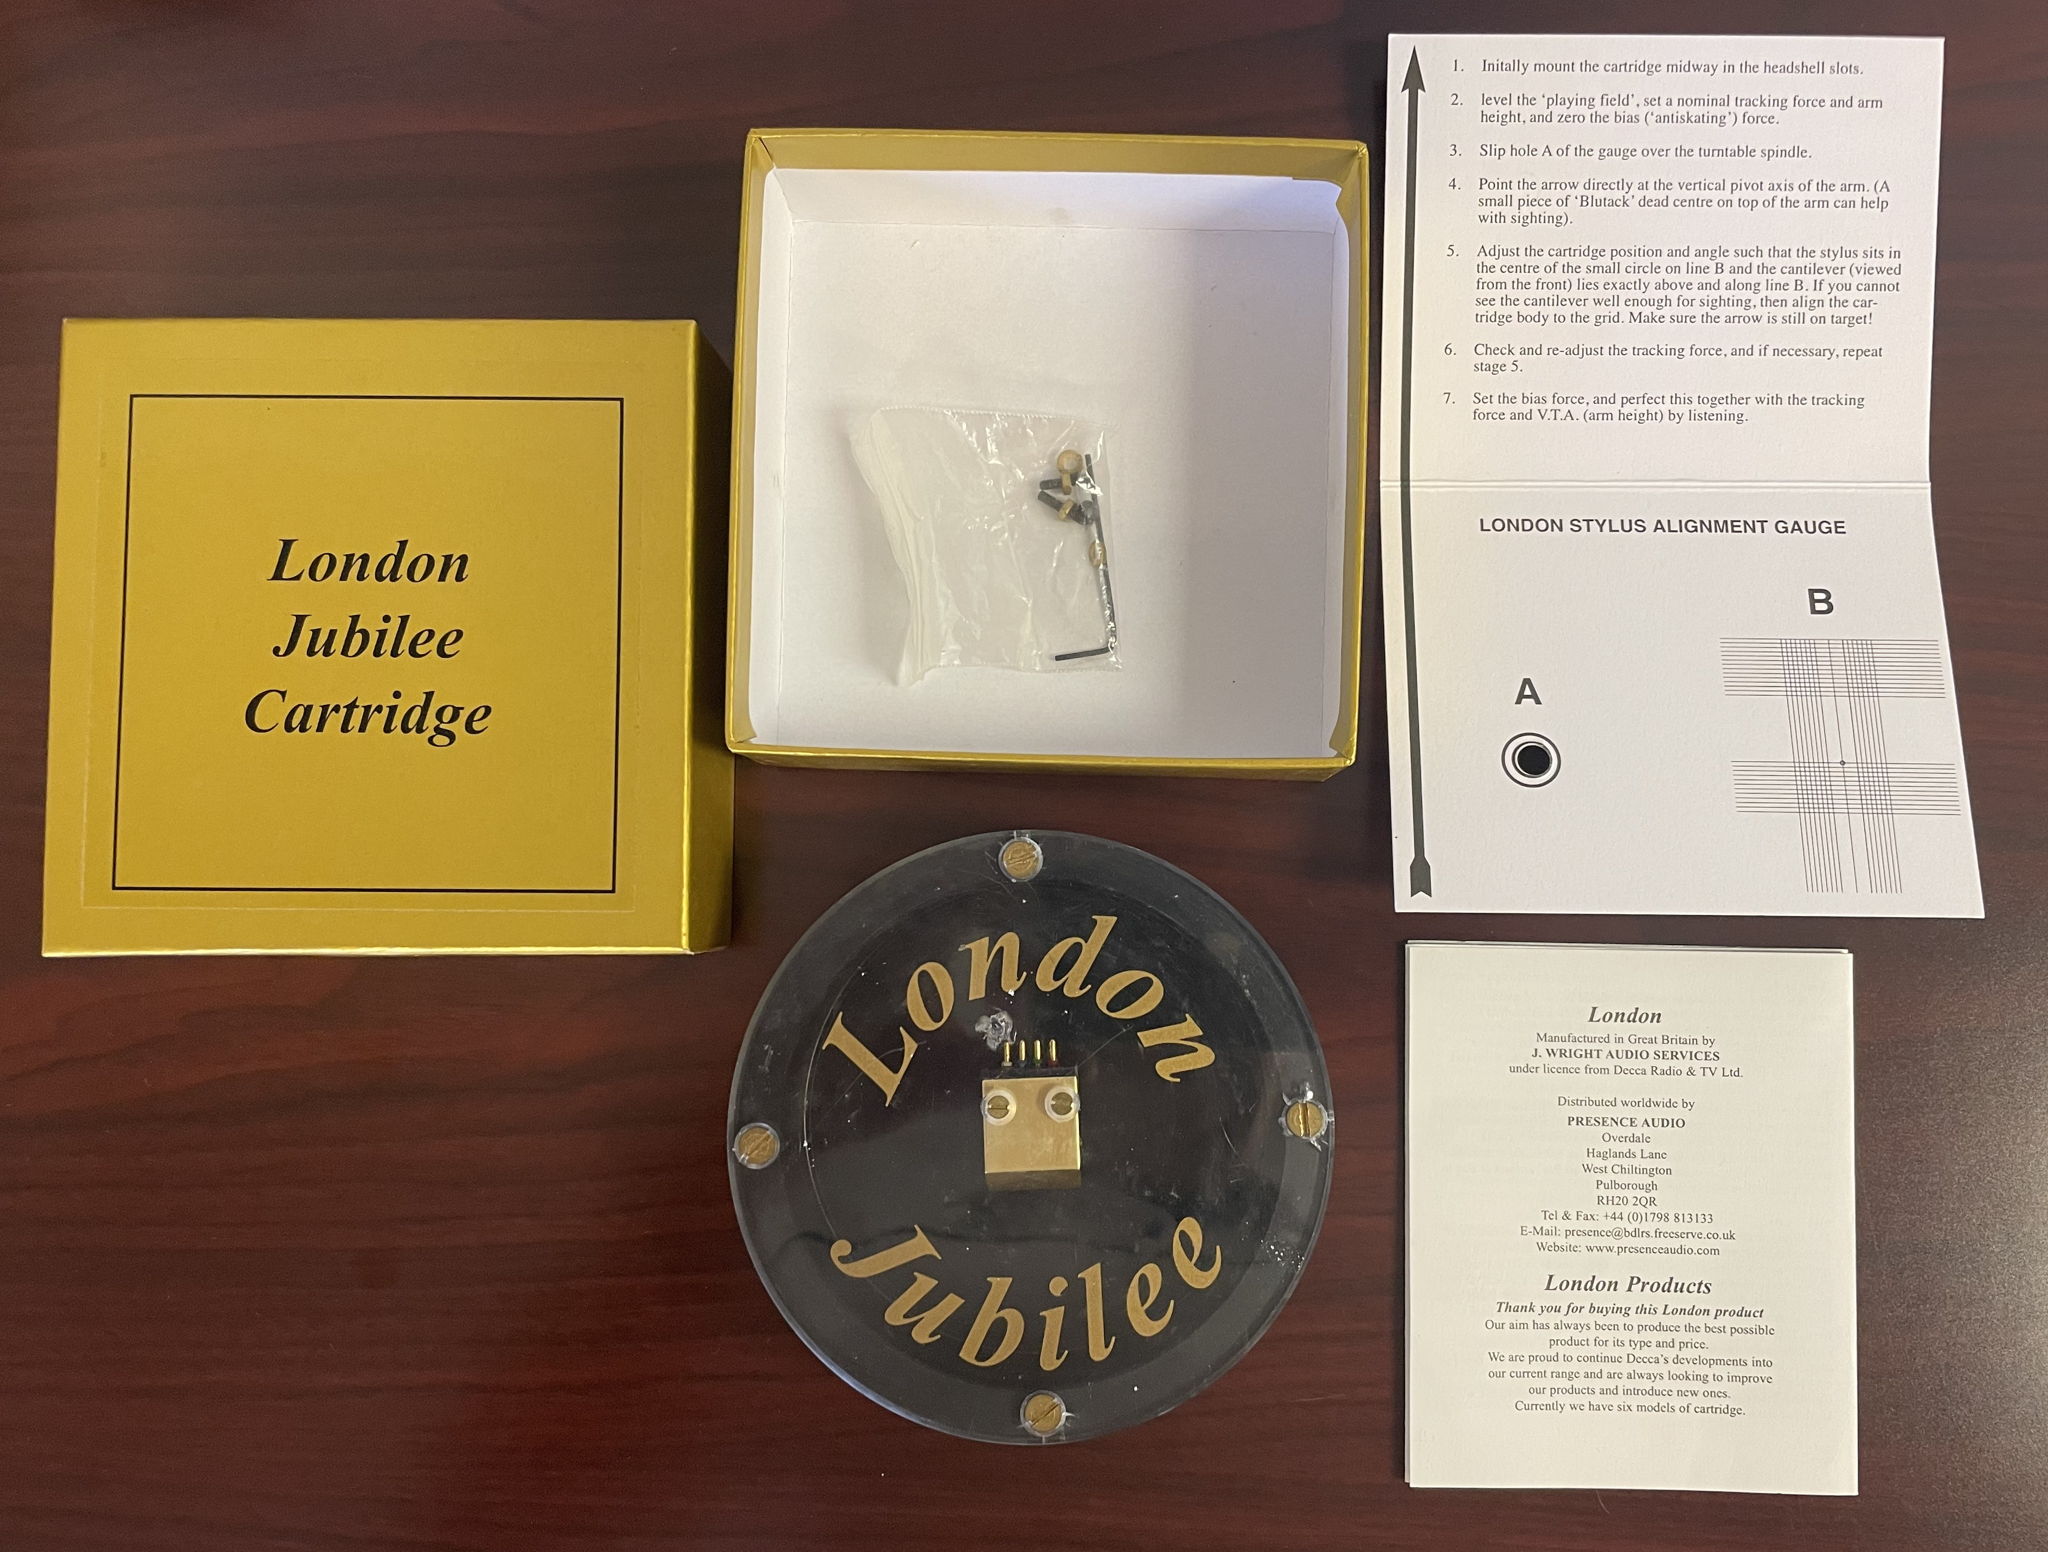 London
Jubilee
Cartridge
1. Initally mount the cartridge midway in the headshell slots.
2. level the ‘playing field’, set a nominal tracking force and arm
height, and zero the bias (‘antiskating’) force.
3. Slip hole A of the gauge over the turntable spindle.
4. Point the arrow directly at the vertical pivot axis of the arm. (A
small piece of ‘Blutack’ dead centre on top of the arm can help
with sighting).
5. Adjust the cartridge position and angle such that the stylus sits in
the centre of the small circle on line B and the cantilever (viewed
from the front) lies exactly above and along line B. If you cannot
see the cantilever well enough for sighting, then align the car-
tridge body to the grid. Make sure the arrow is still on target!
6. Check and re-adjust the tracking force, and if necessary, repeat
stage 5.
7. Set the bias force, and perfect this together with the tracking
force and V.T.A. (arm height) by listening.
LONDON STYLUS ALIGNMENT GAUGE
B
A
London
Jubilee
London
Manufactured in Great Britain by
J. WRIGHT AUDIO SERVICES
under licence from Decca Radio & TV Ltd.
Distributed worldwide by
PRESENCE AUDIO
Overdale
Haglands Lane
West Chiltington
Pulborough
RH20 2QR
Tel & Fax: +44 (0)1798 813133
E-Mail: presence@bdlrs.freeserve.co.uk
Website: www.presenceaudio.com
London Products
Thank you for buying this London product
Our aim has always been to produce the best possible
product for its type and price.
We are proud to continue Decca's developments into
our current range and are always looking to improve
our products and introduce new ones.
Currently we have six models of cartridge.